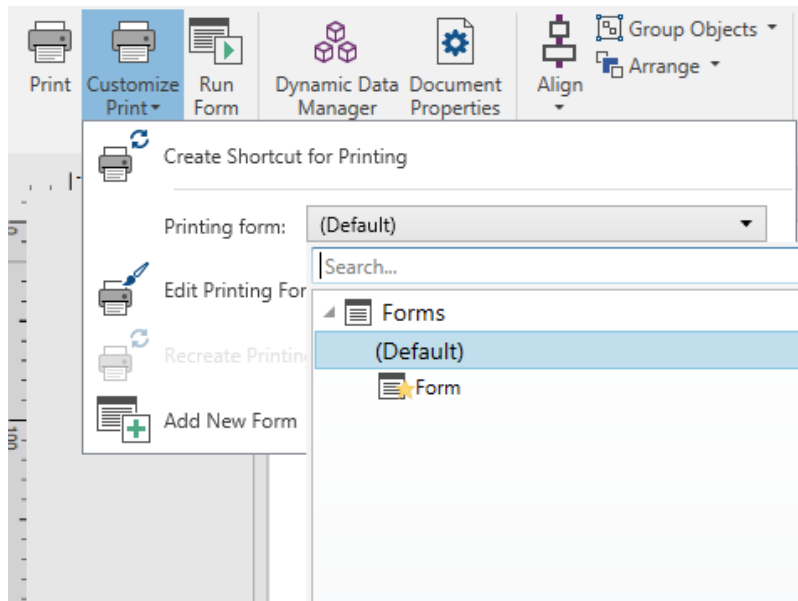 Group Objects
Arrange
Print
Customize
Print
Run
Form
Dynamic Data
Manager
Document
Properties
Align
Create Shortcut for Printing
Printing form: (Default)
Search...
Edit Printing For
Forms
(Default)
Recreate Printin
Form
Add New Form